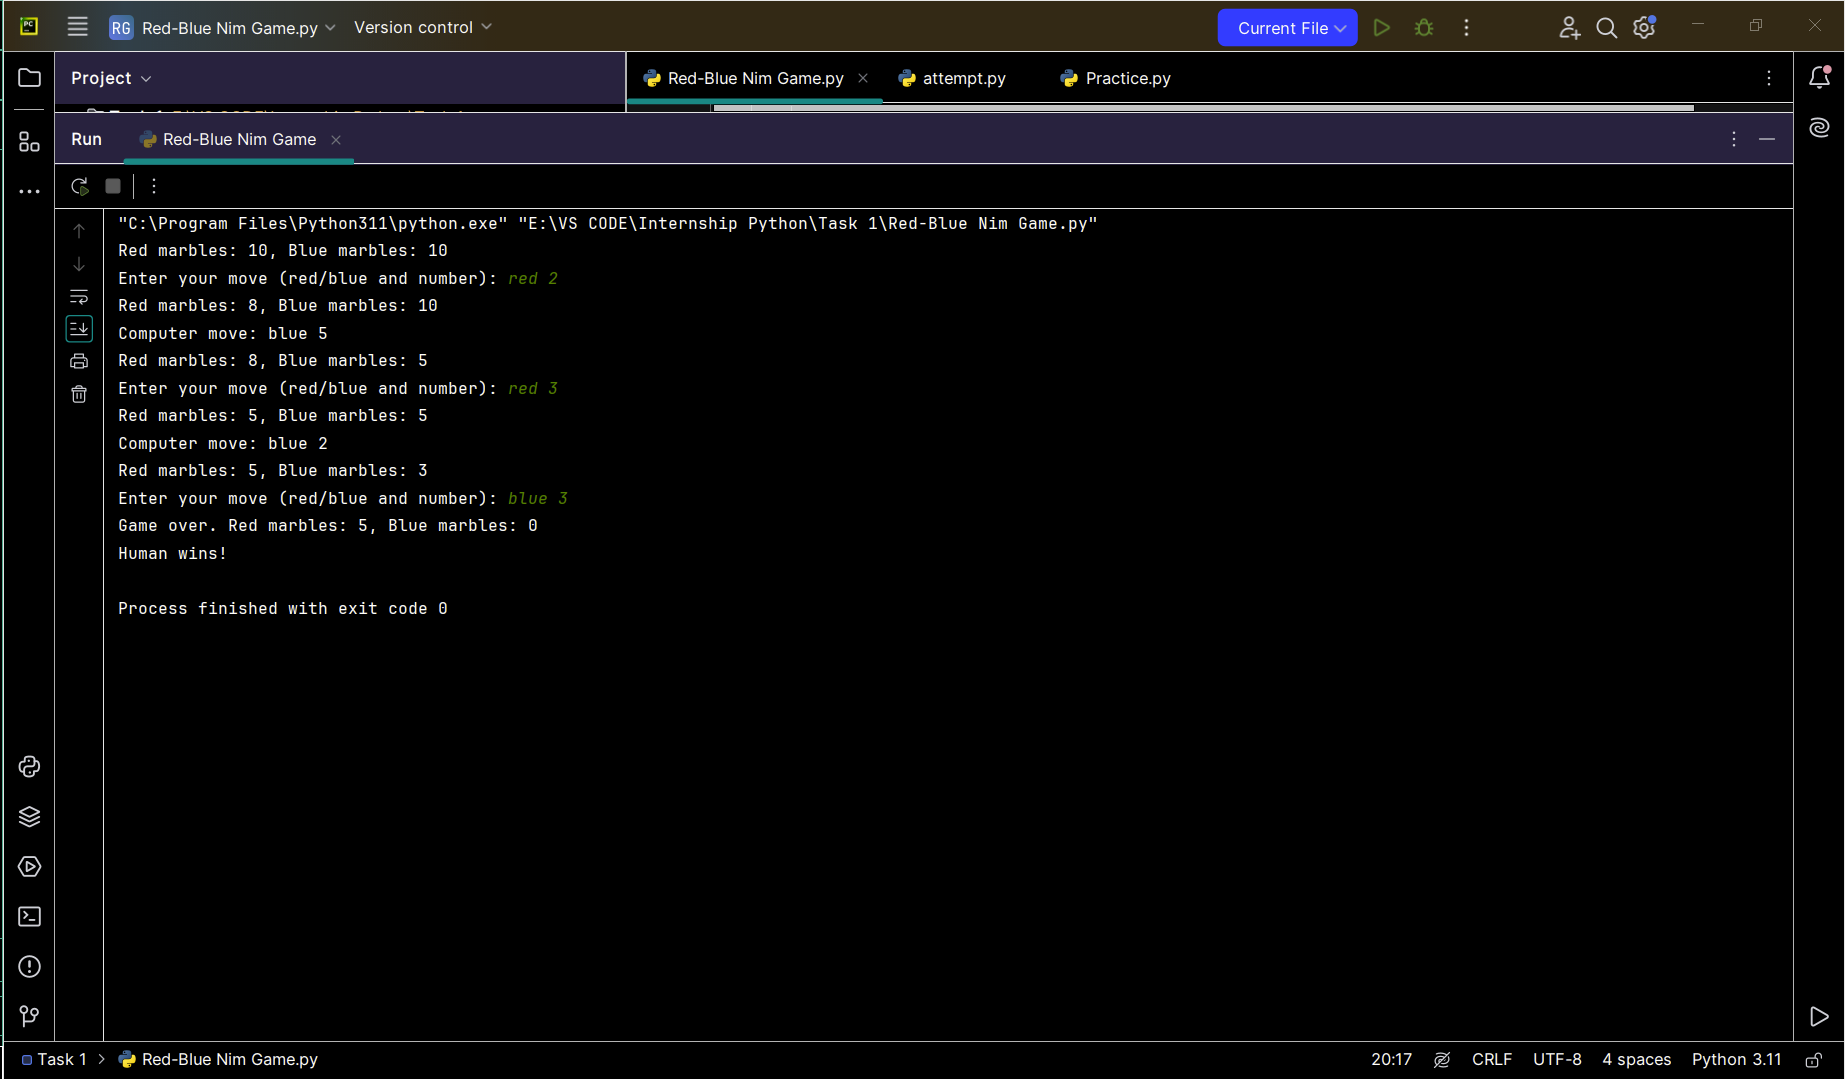 PC
RG Red-Blue Nim Game.py Version control Current File
Project Red-Blue Nim Game.py attempt.py Practice.py
Run Red-Blue Nim Game
"C:\Program Files\Python311\python.exe" "E:\VS CODE\Internship Python\Task 1\Red-Blue Nim Game.py"
Red marbles: 10, Blue marbles: 10
Enter your move (red/blue and number): red 2
Red marbles: 8, Blue marbles: 10
Computer move: blue 5
Red marbles: 8, Blue marbles: 5
Enter your move (red/blue and number): red 3
Red marbles: 5, Blue marbles: 5
Computer move: blue 2
Red marbles: 5, Blue marbles: 3
Enter your move (red/blue and number): blue 3
Game over. Red marbles: 5, Blue marbles: 0
Human wins!
Process finished with exit code 0
Task 1 > Red-Blue Nim Game.py 20:17 CRLF UTF-8 4 spaces Python 3.11